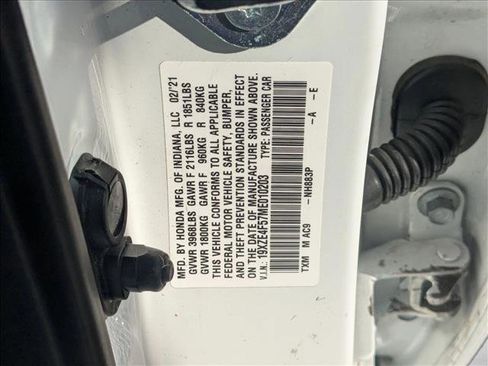 MFD. BY HONDA MFG. OF INDIANA, LLC 02/'21
GVWR 3968LBS GAWR F 2116LBS R 1851LBS
GVWR 1800KG GAWR F 960KG R 840KG
THIS VEHICLE CONFORMS TO ALL APPLICABLE
FEDERAL MOTOR VEHICLE SAFETY, BUMPER,
AND THEFT PREVENTION STANDARDS IN EFFECT
ON THE DATE OF MANUFACTURE SHOWN ABOVE.
V.I.N.: 19XZE4F57ME010203 TYPE: PASSENGER CAR
NH883P -A -E
TXM M AC9